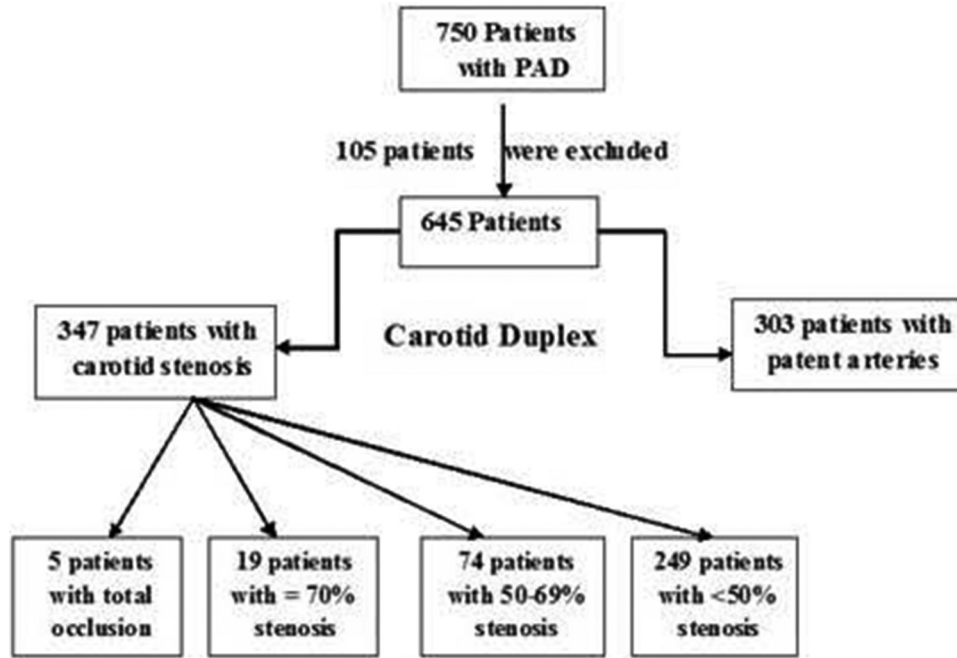 750 Patients
with PAD
105 patients were excluded
645 Patients
347 patients with
carotid stenosis
Carotid Duplex
303 patients with
patent arteries
5 patients
with total
occlusion
19 patients
with = 70%
stenosis
74 patients
with 50-69%
stenosis
249 patients
with <50%
stenosis